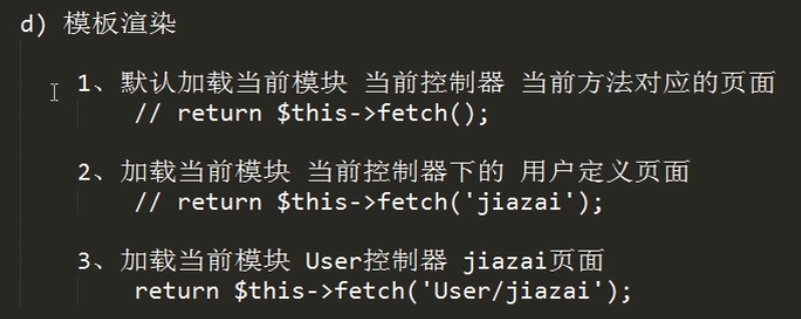 d) 模板渲染
1、默认加载当前模块 当前控制器 当前方法对应的页面
// return $this->fetch();
2、加载当前模块 当前控制器下的 用户定义页面
// return $this->fetch('jiazai');
3、加载当前模块 User控制器 jiazai页面
return $this->fetch('User/jiazai');